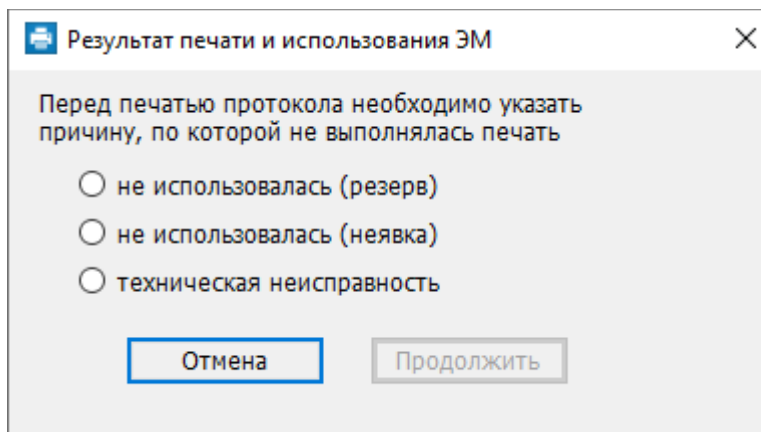 Результат печати и использования ЭМ
Перед печатью протокола необходимо указать
причину, по которой не выполнялась печать
не использовалась (резерв)
не использовалась (неявка)
техническая неисправность
Отмена
Продолжить